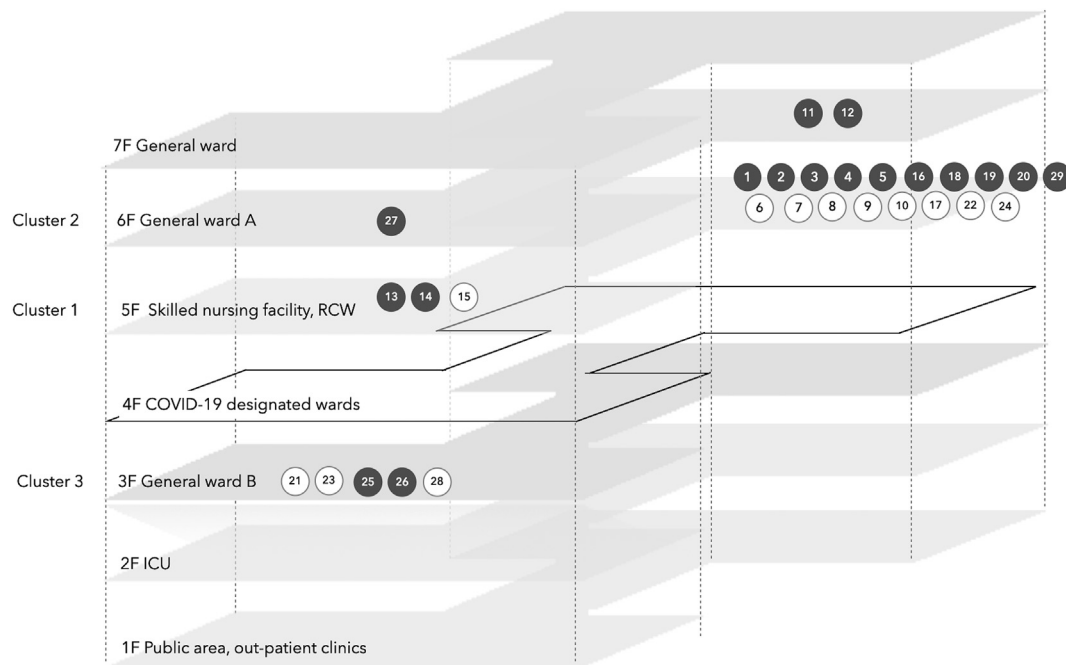 11 12
7F General ward
1 2 3 4 5 16 18 19 20 29
Cluster 2 6F General ward A 27 6 7 8 9 10 17 22 24
Cluster 1 5F Skilled nursing facility, RCW 13 14 15
4F COVID-19 designated wards
Cluster 3 3F General ward B 21 23 25 26 28
2F ICU
1F Public area, out-patient clinics